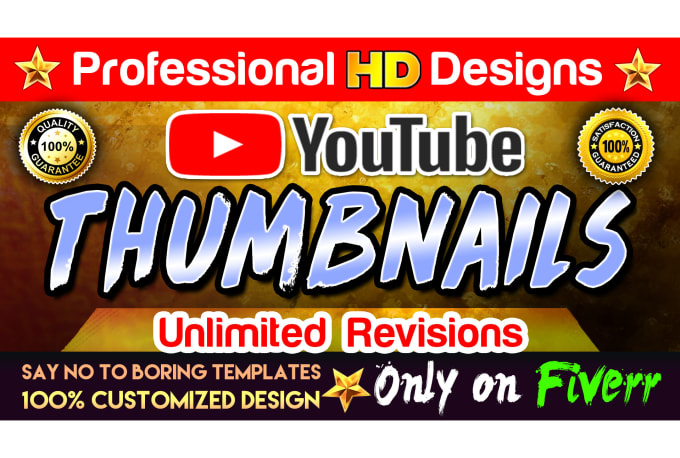 Professional HD Designs
QUALITY
100%
GUARANTEE
YouTube
SATISFACTION
100%
GUARANTEED
THUMBNAILS
Unlimited Revisions
SAY NO TO BORING TEMPLATES
100% CUSTOMIZED DESIGN
Only on Fiverr